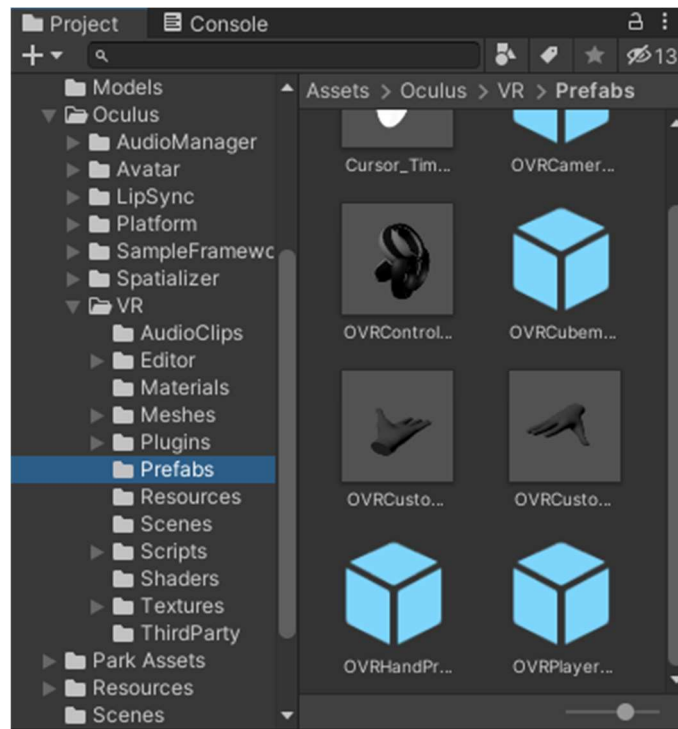 Project
Console
13
Models
Oculus
AudioManager
Avatar
LipSync
Platform
SampleFramewc
Spatializer
VR
AudioClips
Editor
Materials
Meshes
Plugins
Prefabs
Resources
Scenes
Scripts
Shaders
Textures
ThirdParty
Park Assets
Resources
Scenes
Assets > Oculus > VR > Prefabs
Cursor_Tim... OVRCamer...
OVRControl... OVRCubem...
OVRCusto... OVRCusto...
OVRHandPr... OVRPlayer...